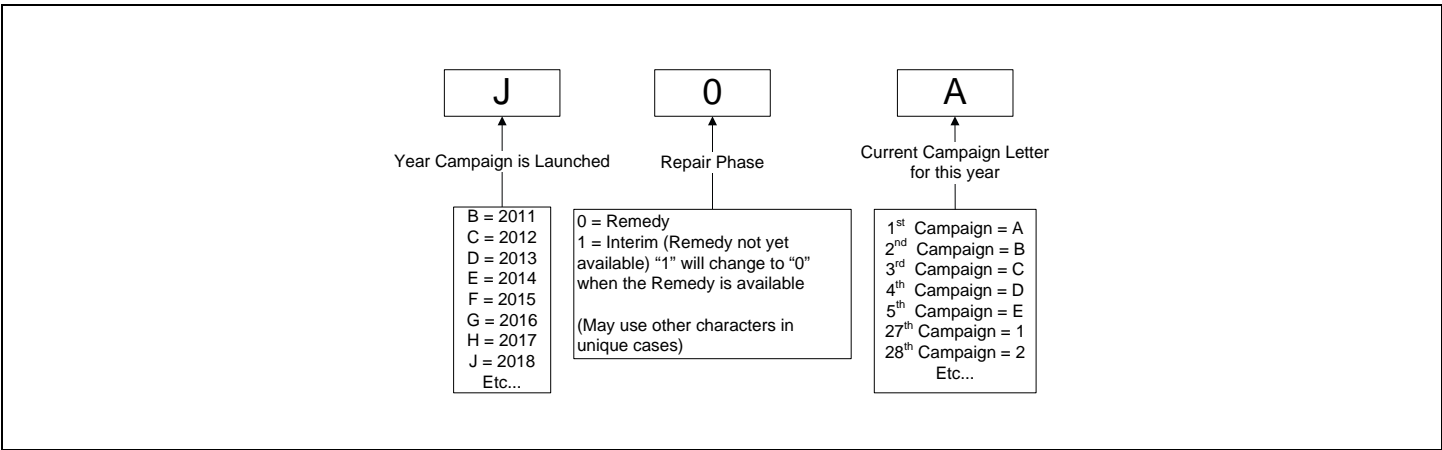 J
0
A
Year Campaign is Launched
Repair Phase
Current Campaign Letter
for this year
B = 2011
C = 2012
D = 2013
E = 2014
F = 2015
G = 2016
H = 2017
J = 2018
Etc...
0 = Remedy
1 = Interim (Remedy not yet
available) “1” will change to “0”
when the Remedy is available
(May use other characters in
unique cases)
1st Campaign = A
2nd Campaign = B
3rd Campaign = C
4th Campaign = D
5th Campaign = E
27th Campaign = 1
28th Campaign = 2
Etc...